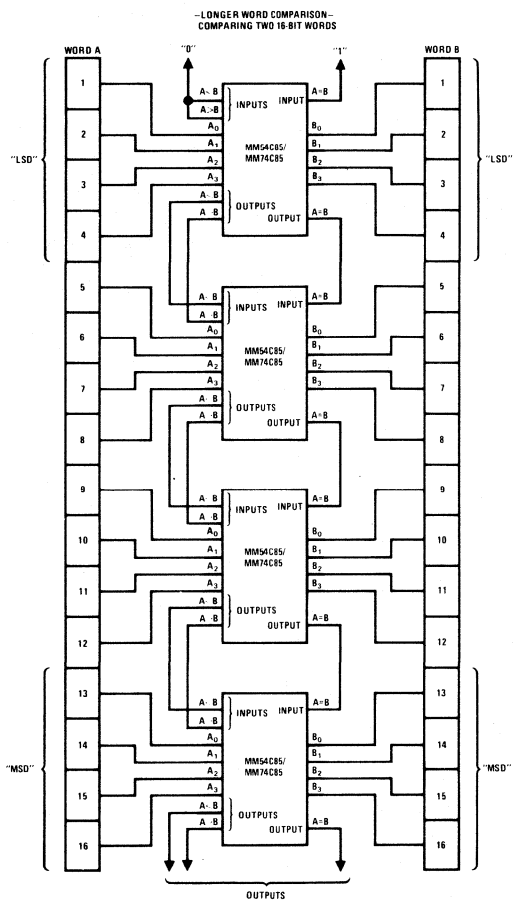 –LONGER WORD COMPARISON–
COMPARING TWO 16-BIT WORDS
WORD A "0" "1" WORD B
1 A< B INPUTS INPUT A=B 1
A>B
2 A0 MM54C85/ B0 2
"LSD" A1 MM74C85 B1 "LSD"
3 A2 B2 3
A3 B3
A< B OUTPUTS
4 A B OUTPUT A=B 4
5 A B INPUTS INPUT A=B 5
A B
6 A0 MM54C85/ B0 6
A1 MM74C85 B1
7 A2 B2 7
A3 B3
A B OUTPUTS
8 A B OUTPUT A=B 8
9 A B INPUTS INPUT A=B 9
A B
10 A0 MM54C85/ B0 10
A1 MM74C85 B1
11 A2 B2 11
A3 B3
A B OUTPUTS
12 A B OUTPUT A=B 12
13 A B INPUTS INPUT A=B 13
A B
14 A0 MM54C85/ B0 14
"MSD" A1 MM74C85 B1 "MSD"
15 A2 B2 15
A3 B3
A< B OUTPUTS
16 A B OUTPUT A=B 16
OUTPUTS